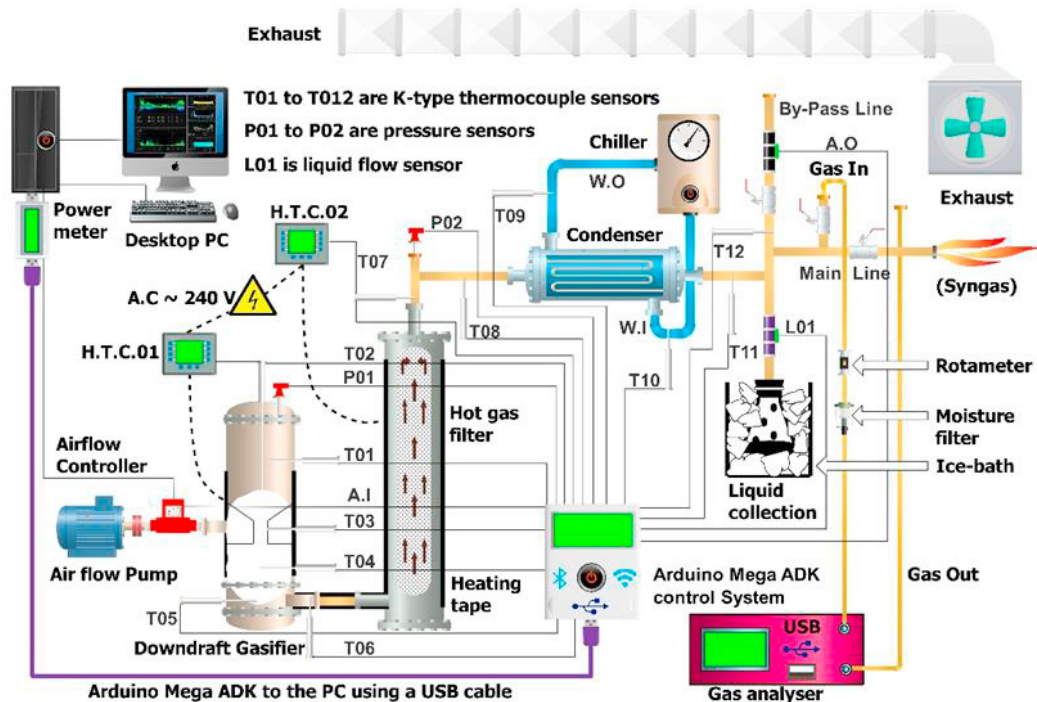 Exhaust
T01 to T012 are K-type thermocouple sensors
P01 to P02 are pressure sensors
L01 is liquid flow sensor
By-Pass Line
A.O
Chiller
Gas In
W.O
Exhaust
Power
meter
Desktop PC
H.T.C.02
P02
T09
Condenser
T12
T07
Main Line
(Syngas)
A.C ~ 240 V
W.I
T08
L01
H.T.C.01
T02
T11
P01
T10
Rotameter
Hot gas
filter
Moisture
filter
Airflow
Controller
T01
Ice-bath
A.I
Liquid
collection
T03
Air flow Pump
T04
Heating
tape
Arduino Mega ADK
control System
Gas Out
T05
Downdraft Gasifier
T06
USB
Arduino Mega ADK to the PC using a USB cable
Gas analyser